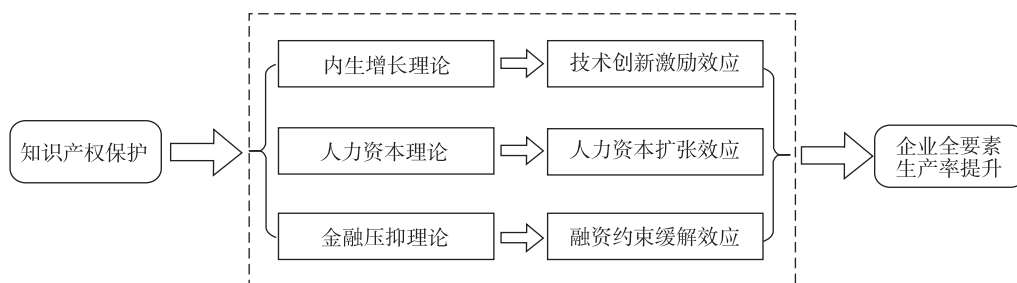 知识产权保护
内生增长理论
技术创新激励效应
人力资本理论
人力资本扩张效应
金融压抑理论
融资约束缓解效应
企业全要素
生产率提升